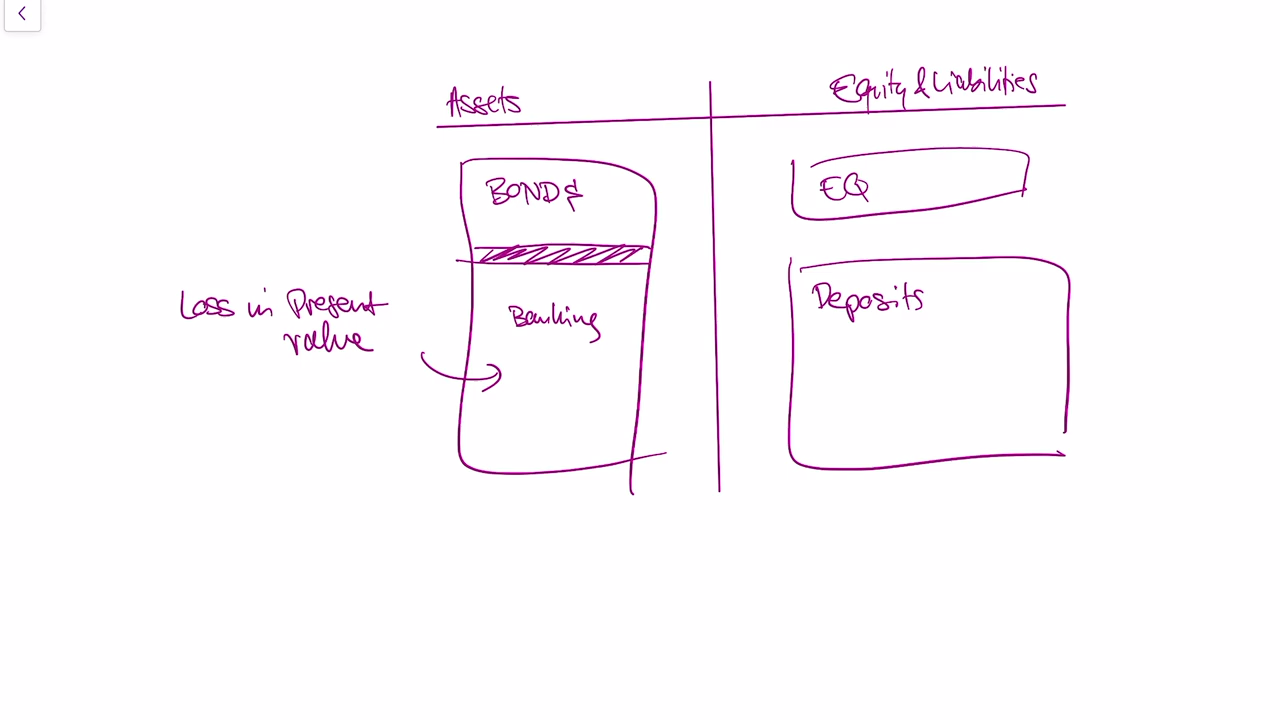 Assets
Equity & Liabilities
BONDS
EQ
Banking
Loss in Present
value
Deposits